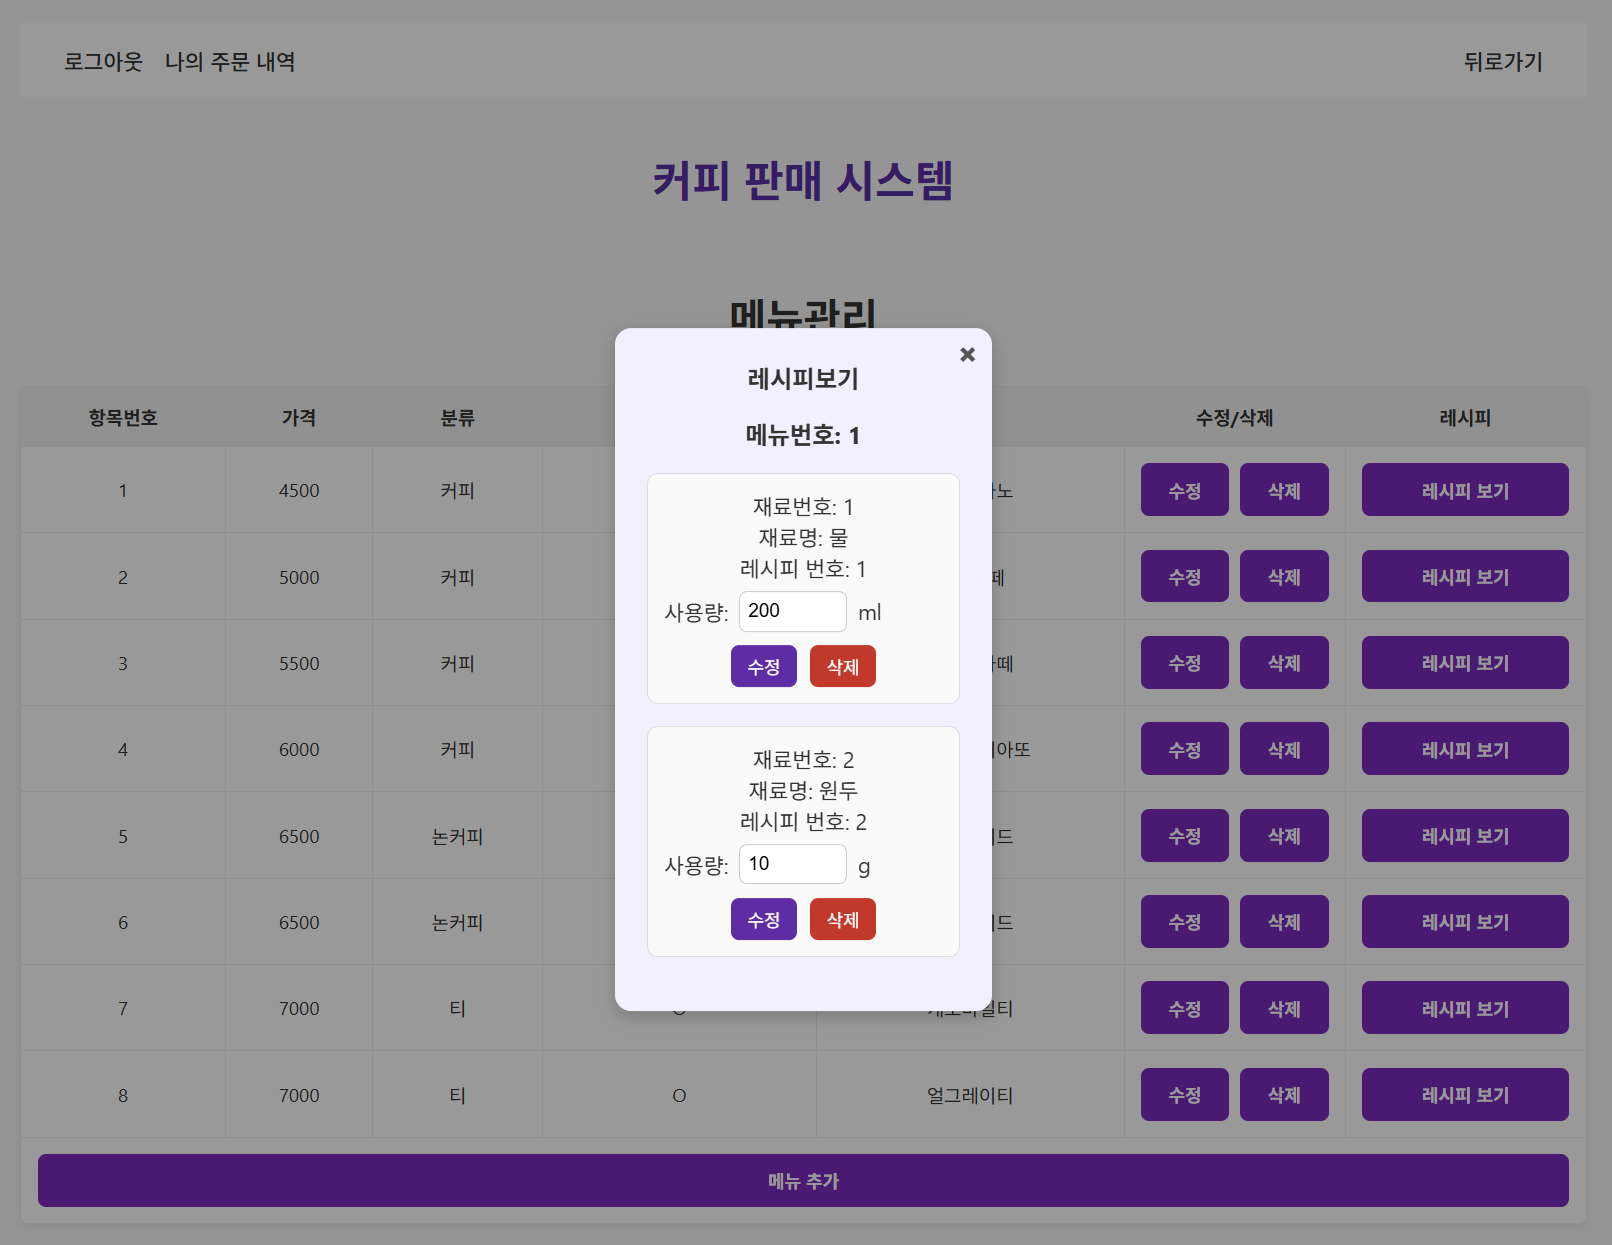 로그아웃 나의 주문 내역 뒤로가기
커피 판매 시스템
메뉴관리
레시피보기
메뉴번호: 1
재료번호: 1
재료명: 물
레시피 번호: 1
사용량: 200 ml
수정 삭제
재료번호: 2
재료명: 원두
레시피 번호: 2
사용량: 10 g
수정 삭제
항목번호 가격 분류 수정/삭제 레시피
1 4500 커피 노 수정 삭제 레시피 보기
2 5000 커피 떼 수정 삭제 레시피 보기
3 5500 커피 떼 수정 삭제 레시피 보기
4 6000 커피 아또 수정 삭제 레시피 보기
5 6500 논커피 드 수정 삭제 레시피 보기
6 6500 논커피 드 수정 삭제 레시피 보기
7 7000 티 티 수정 삭제 레시피 보기
8 7000 티 O 얼그레이티 수정 삭제 레시피 보기
메뉴 추가